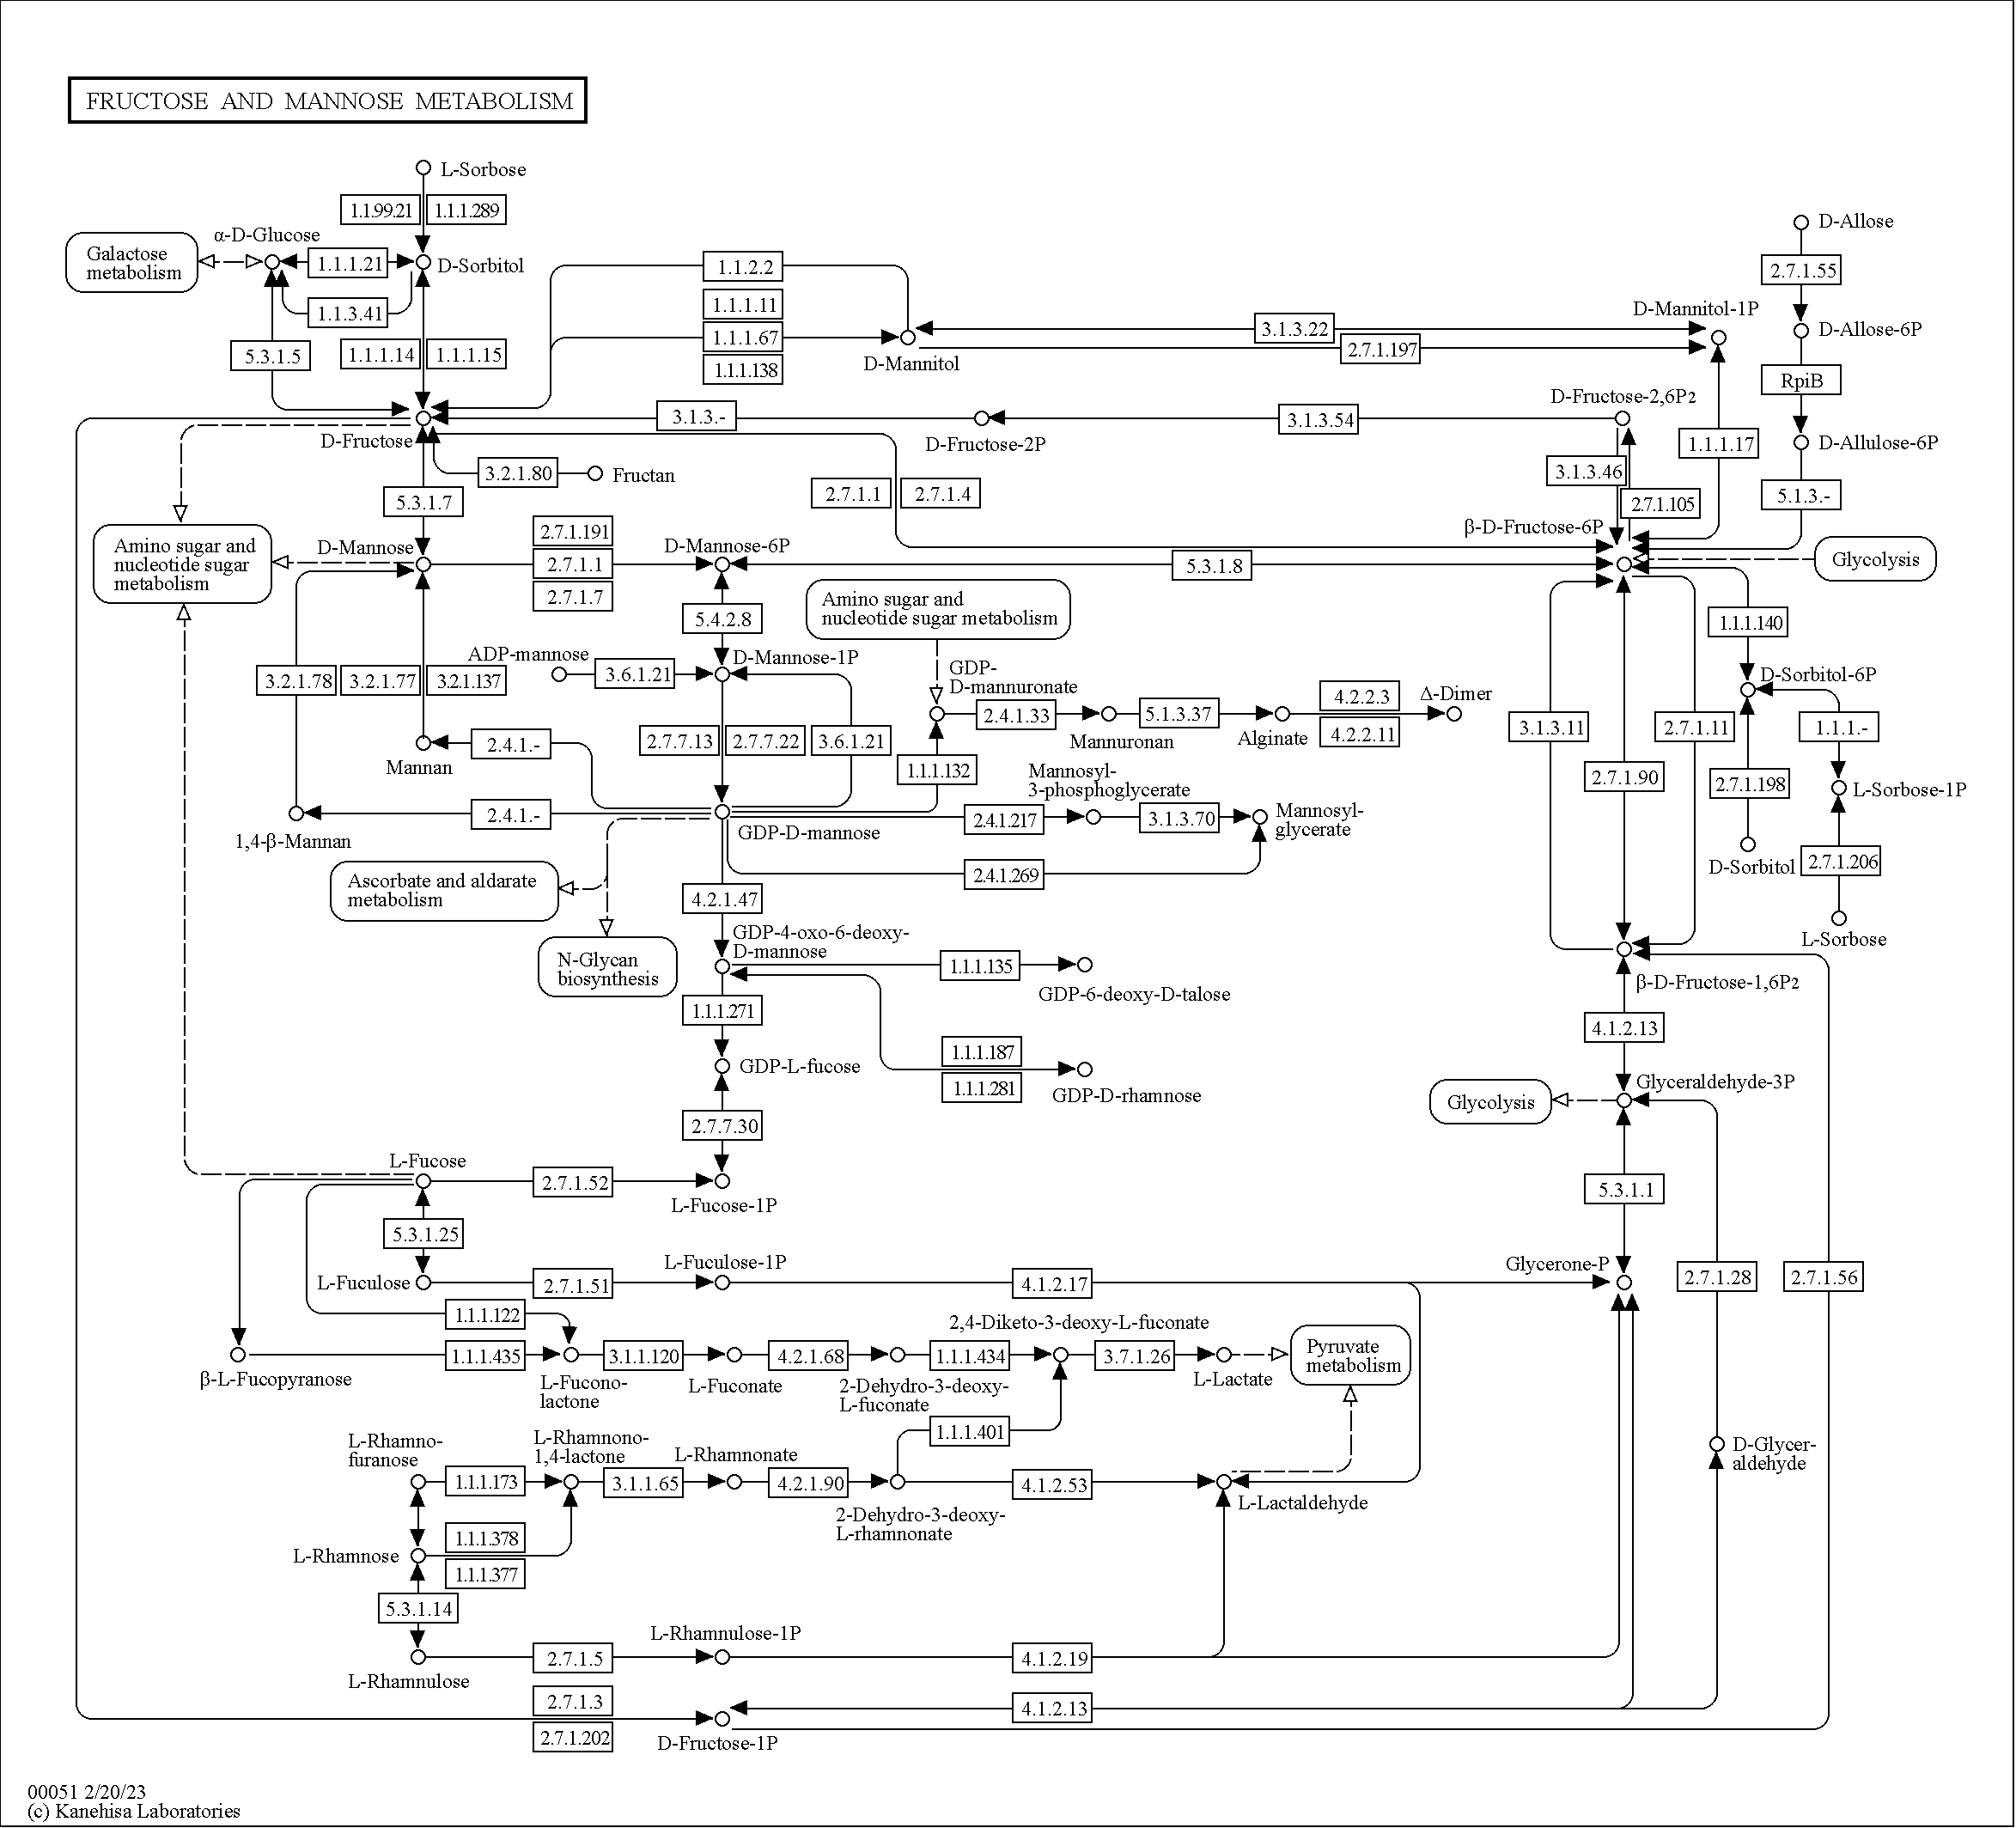 FRUCTOSE AND MANNOSE METABOLISM
L-Sorbose
1.1.99.21
1.1.1.289
α-D-Glucose
Galactose
metabolism
1.1.1.21
D-Sorbitol
1.1.3.41
5.3.1.5
1.1.1.14
1.1.1.15
1.1.2.2
1.1.1.11
1.1.1.67
1.1.1.138
D-Mannitol
3.1.3.22
2.7.1.197
D-Mannitol-1P
D-Allose
2.7.1.55
D-Allose-6P
RpiB
D-Allulose-6P
5.1.3.-
D-Fructose
3.1.3.-
D-Fructose-2P
3.1.3.54
D-Fructose-2,6P2
1.1.1.17
3.1.3.46
2.7.1.105
3.2.1.80
Fructan
2.7.1.1
2.7.1.4
β-D-Fructose-6P
5.3.1.7
Amino sugar and
nucleotide sugar
metabolism
D-Mannose
2.7.1.191
2.7.1.1
2.7.1.7
D-Mannose-6P
5.3.1.8
Glycolysis
5.4.2.8
Amino sugar and
nucleotide sugar metabolism
1.1.1.140
ADP-mannose
3.6.1.21
D-Mannose-1P
3.2.1.78
3.2.1.77
3.2.1.137
GDP-
D-mannuronate
2.4.1.33
Mannuronan
5.1.3.37
Alginate
4.2.2.3
4.2.2.11
Δ-Dimer
D-Sorbitol-6P
1.1.1.-
3.1.3.11
2.7.1.11
2.7.1.90
2.7.1.198
L-Sorbose-1P
2.4.1.-
Mannan
2.7.7.13
2.7.7.22
3.6.1.21
1.1.1.132
Mannosyl-
3-phosphoglycerate
2.4.1.-
1,4-β-Mannan
GDP-D-mannose
2.4.1.217
3.1.3.70
Mannosyl-
glycerate
2.4.1.269
D-Sorbitol
2.7.1.206
L-Sorbose
Ascorbate and aldarate
metabolism
4.2.1.47
N-Glycan
biosynthesis
GDP-4-oxo-6-deoxy-
D-mannose
1.1.1.135
GDP-6-deoxy-D-talose
β-D-Fructose-1,6P2
1.1.1.271
4.1.2.13
GDP-L-fucose
1.1.1.187
1.1.1.281
GDP-D-rhamnose
Glycolysis
Glyceraldehyde-3P
2.7.7.30
L-Fucose
2.7.1.52
L-Fucose-1P
5.3.1.1
5.3.1.25
L-Fuculose
2.7.1.51
L-Fuculose-1P
4.1.2.17
Glycerone-P
2.7.1.28
2.7.1.56
1.1.1.122
β-L-Fucopyranose
1.1.1.435
L-Fucono-
lactone
3.1.1.120
L-Fuconate
4.2.1.68
2-Dehydro-3-deoxy-
L-fuconate
1.1.1.434
2,4-Diketo-3-deoxy-L-fuconate
3.7.1.26
L-Lactate
Pyruvate
metabolism
1.1.1.401
L-Rhamno-
furanose
1.1.1.173
L-Rhamnono-
1,4-lactone
3.1.1.65
L-Rhamnonate
4.2.1.90
2-Dehydro-3-deoxy-
L-rhamnonate
4.1.2.53
L-Lactaldehyde
D-Glycer-
aldehyde
L-Rhamnose
1.1.1.378
1.1.1.377
5.3.1.14
L-Rhamnulose
2.7.1.5
L-Rhamnulose-1P
4.1.2.19
2.7.1.3
2.7.1.202
D-Fructose-1P
4.1.2.13
00051 2/20/23
(c) Kanehisa Laboratories